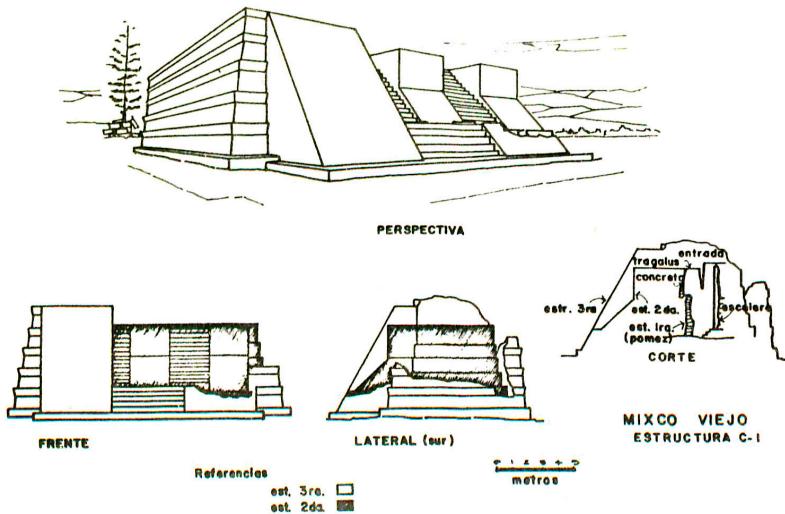 PERSPECTIVA
entrada
tragalus
concreto
escalera
estr. 3ra
est. 2da.
est. 1ra.
(pomez)
CORTE
FRENTE
LATERAL (sur)
MIXCO VIEJO
ESTRUCTURA C-1
metros
Referencias
est. 3ra.
est. 2da.